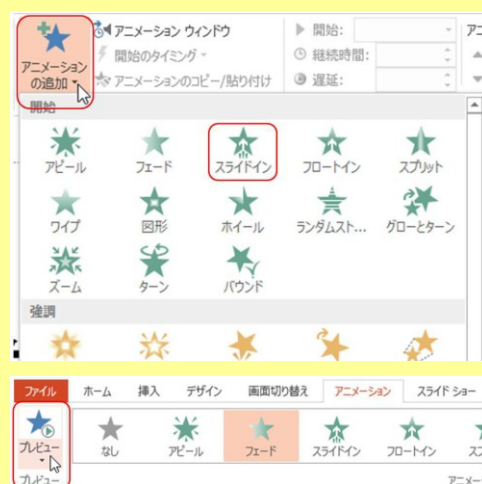 アニメーション ウィンドウ
開始:
アニ
アニメーションの追加
開始のタイミング
継続時間:
アニメーションのコピー/貼り付け
遅延:
開始
アピール フェード スライドイン フロートイン スプリット
ワイプ 図形 ホイール ランダムスト... グローとターン
ズーム ターン バウンド
強調
ファイル ホーム 挿入 デザイン 画面切り替え アニメーション スライド ショー
プレビュー
なし アピール フェード スライドイン フロートイン スプ
プレビュー
アニメー